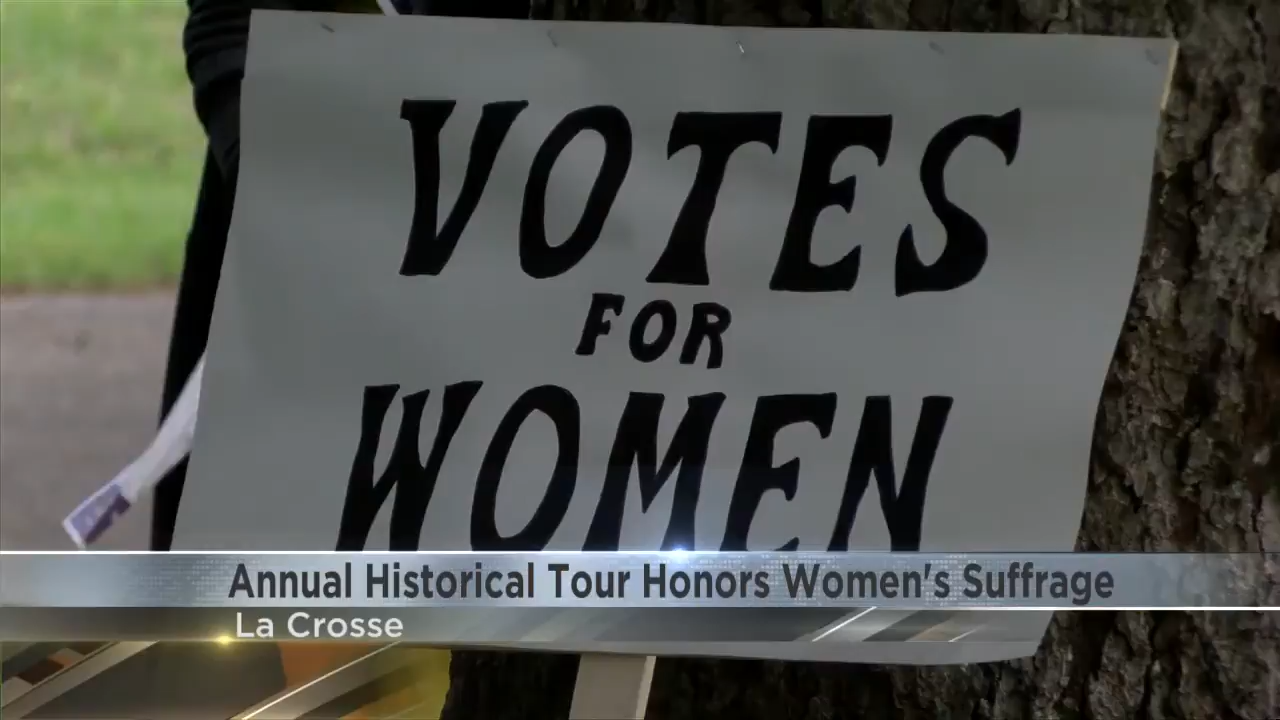 VOTES
FOR
WOMEN
Annual Historical Tour Honors Women's Suffrage
La Crosse